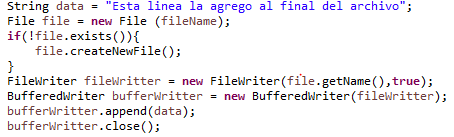 String data = "Esta linea la agrego al final del archivo";
File file = new File (fileName);
if(!file.exists()){
    file.createNewFile();
}
FileWriter fileWritter = new FileWriter(file.getName(),true);
BufferedWriter bufferWritter = new BufferedWriter(fileWritter);
bufferWritter.append(data);
bufferWritter.close();